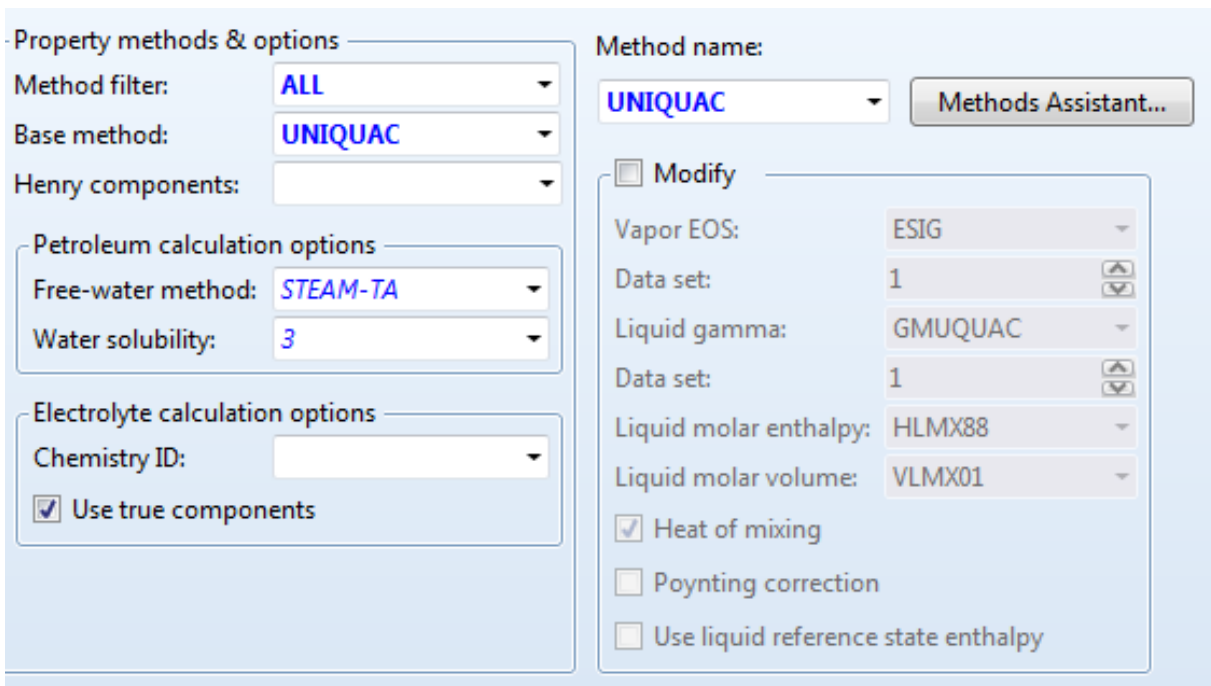 Property methods & options
Method filter: ALL
Base method: UNIQUAC
Henry components:
Petroleum calculation options
Free-water method: STEAM-TA
Water solubility: 3
Electrolyte calculation options
Chemistry ID:
Use true components
Method name:
UNIQUAC Methods Assistant...
Modify
Vapor EOS: ESIG
Data set: 1
Liquid gamma: GMUQUAC
Data set: 1
Liquid molar enthalpy: HLMX88
Liquid molar volume: VLMX01
Heat of mixing
Poynting correction
Use liquid reference state enthalpy